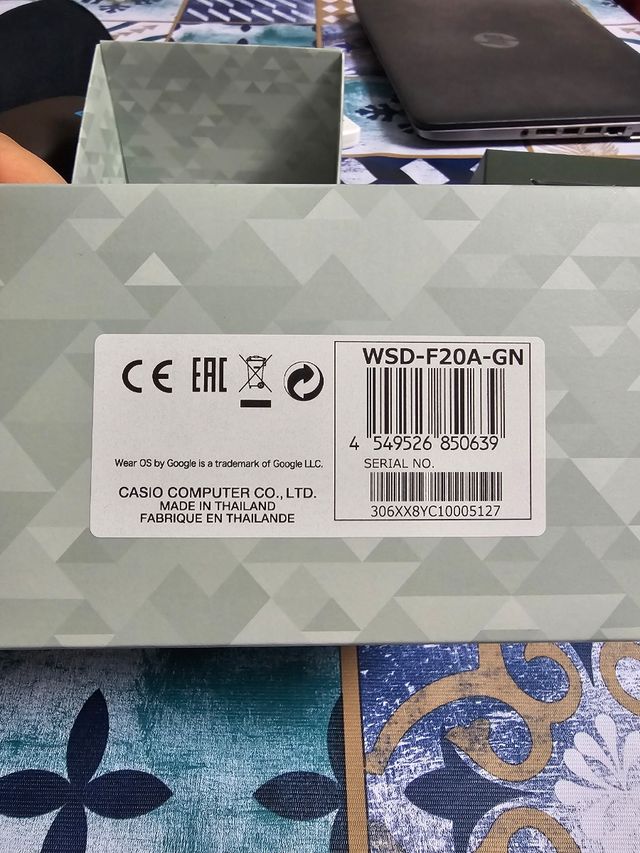 hp
CE EAC
Wear OS by Google is a trademark of Google LLC.
CASIO COMPUTER CO., LTD.
MADE IN THAILAND
FABRIQUE EN THAILANDE
WSD-F20A-GN
4 549526 850639
SERIAL NO.
306XX8YC10005127